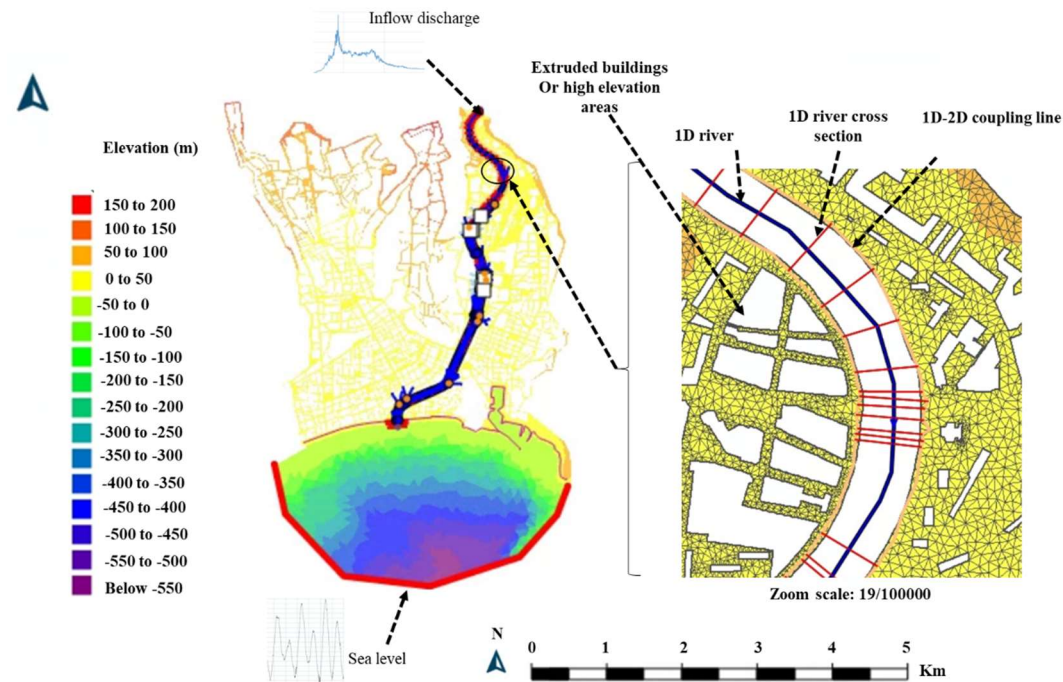 Inflow discharge
Extruded buildings
Or high elevation
areas
1D river
1D river cross
section
1D-2D coupling line
Elevation (m)
150 to 200
100 to 150
50 to 100
0 to 50
-50 to 0
-100 to -50
-150 to -100
-200 to -150
-250 to -200
-300 to -250
-350 to -300
-400 to -350
-450 to -400
-500 to -450
-550 to -500
Below -550
Zoom scale: 19/100000
Sea level
N
0 1 2 3 4 5
Km